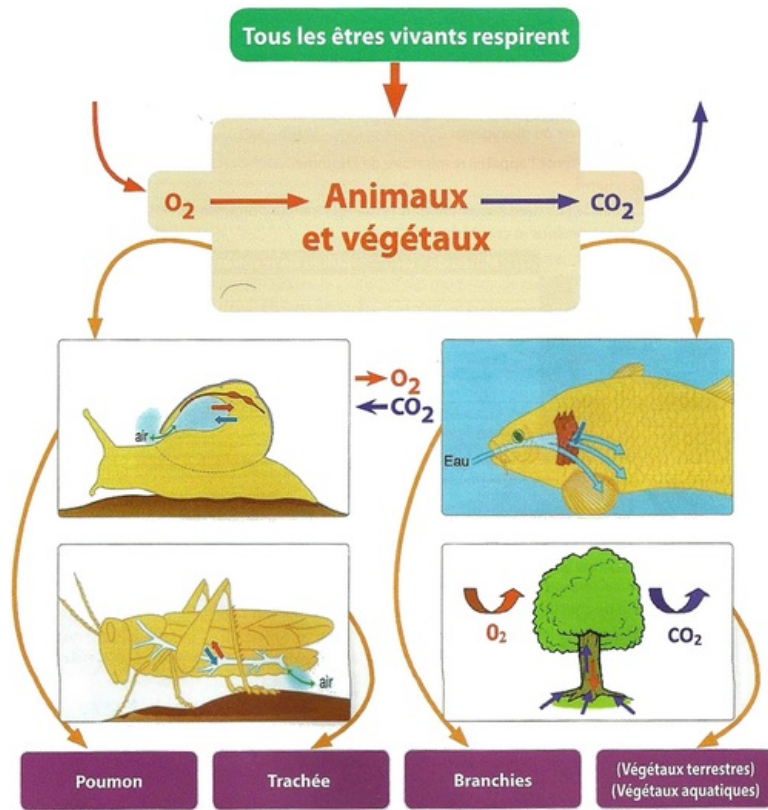 Tous les êtres vivants respirent
O2
Animaux
et végétaux
CO2
air
O2
CO2
Eau
air
O2
CO2
Poumon
Trachée
Branchies
(Végétaux terrestres)
(Végétaux aquatiques)